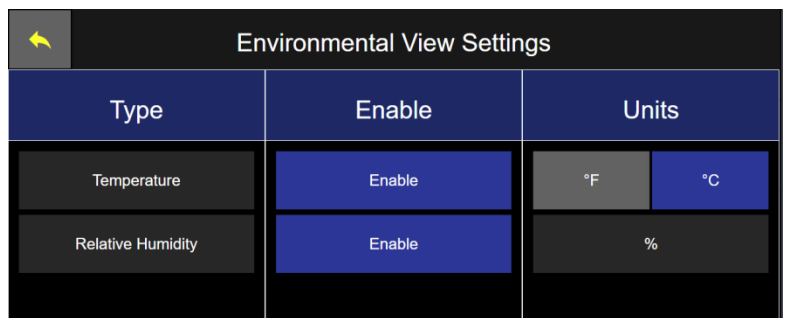 Environmental View Settings
Type Enable Units
Temperature Enable °F °C
Relative Humidity Enable %